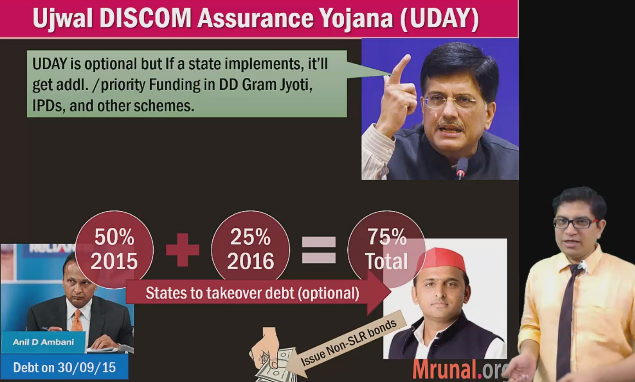 Ujwal DISCOM Assurance Yojana (UDAY)
UDAY is optional but If a state implements, it'll
get addl. /priority Funding in DD Gram Jyoti,
IPDs, and other schemes.
50%
2015
25%
2016
75%
Total
States to takeover debt (optional)
Anil D Ambani
Debt on 30/09/15
Issue Non-SLR bonds
Mrunal.org